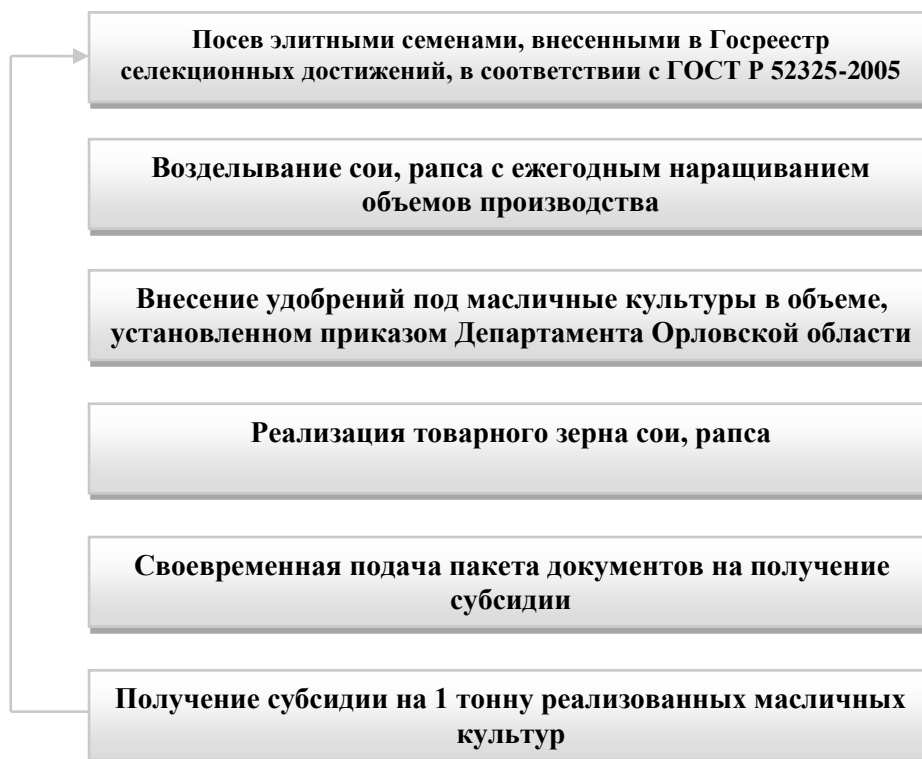 Посев элитными семенами, внесенными в Госреестр
селекционных достижений, в соответствии с ГОСТ Р 52325-2005
Возделывание сои, рапса с ежегодным наращиванием
объемов производства
Внесение удобрений под масличные культуры в объеме,
установленном приказом Департамента Орловской области
Реализация товарного зерна сои, рапса
Своевременная подача пакета документов на получение
субсидии
Получение субсидии на 1 тонну реализованных масличных
культур